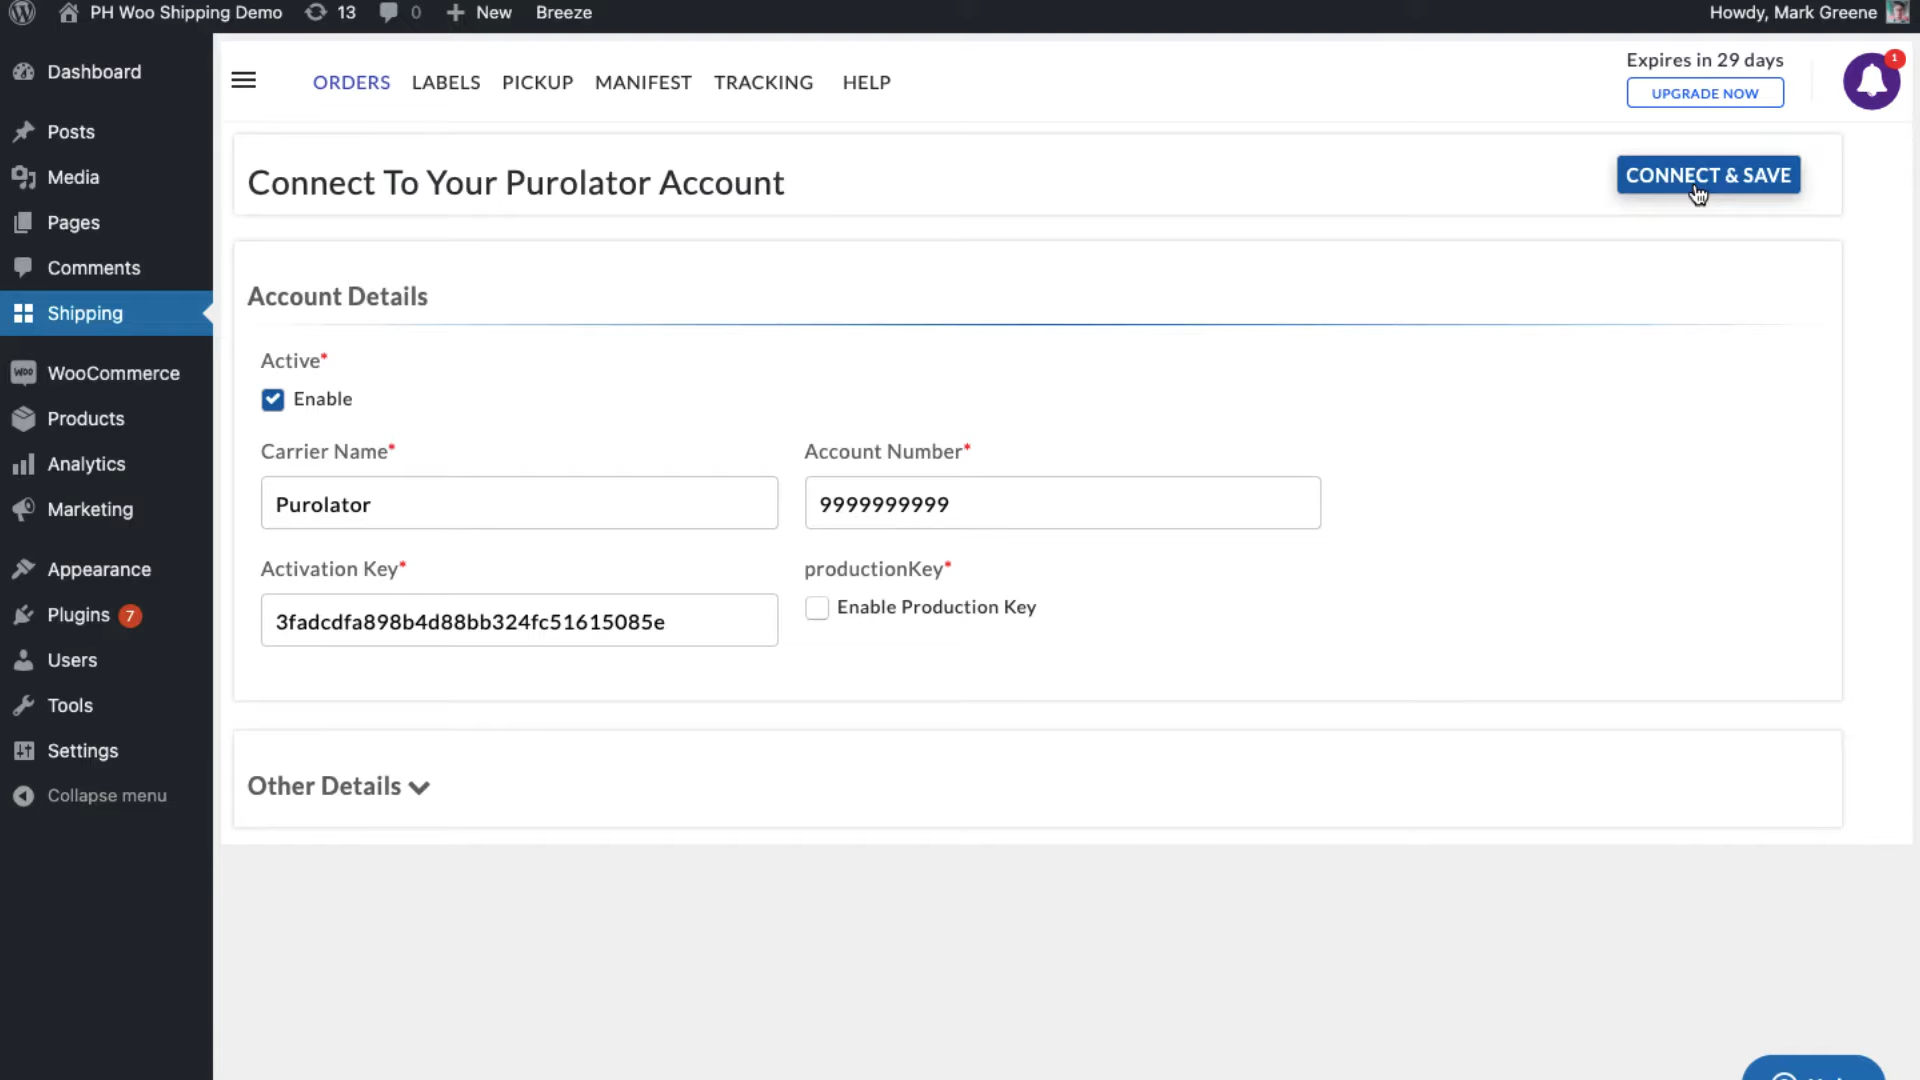 PH Woo Shipping Demo 13 0 New Breeze Howdy, Mark Greene
Dashboard
Posts
Media
Pages
Comments
Shipping
WooCommerce
Products
Analytics
Marketing
Appearance
Plugins 7
Users
Tools
Settings
Collapse menu
ORDERS LABELS PICKUP MANIFEST TRACKING HELP
Expires in 29 days
UPGRADE NOW
1
Connect To Your Purolator Account
CONNECT & SAVE
Account Details
Active*
Enable
Carrier Name* Account Number*
Purolator 9999999999
Activation Key* productionKey*
3fadcdfa898b4d88bb324fc51615085e Enable Production Key
Other Details